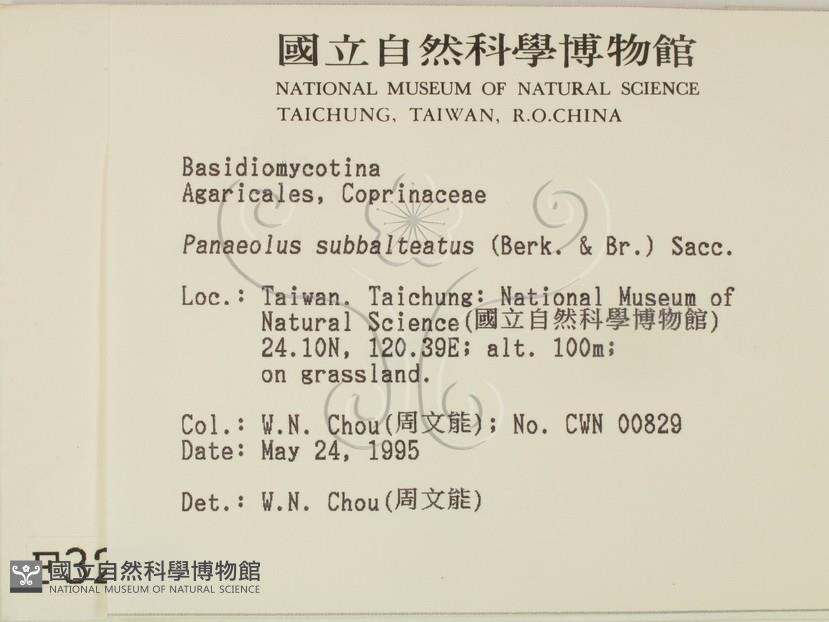 國立自然科學博物館
NATIONAL MUSEUM OF NATURAL SCIENCE
TAICHUNG, TAIWAN, R.O.CHINA
Basidiomycotina
Agaricales, Coprinaceae
Panaeolus subbalteatus (Berk. & Br.) Sacc.
Loc.: Taiwan. Taichung: National Museum of
Natural Science(國立自然科學博物館)
24.10N, 120.39E; alt. 100m;
on grassland.
Col.: W.N. Chou(周文能); No. CWN 00829
Date: May 24, 1995
Det.: W.N. Chou(周文能)
國立自然科學博物館
NATIONAL MUSEUM OF NATURAL SCIENCE